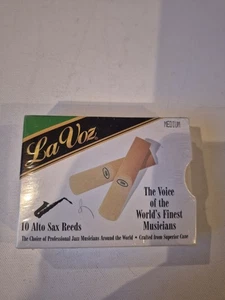 MEDIUM
La Voz
The Voice
of the
World's Finest
Musicians
10 Alto Sax Reeds
The Choice of Professional Jazz Musicians Around the World • Crafted from Superior Cane